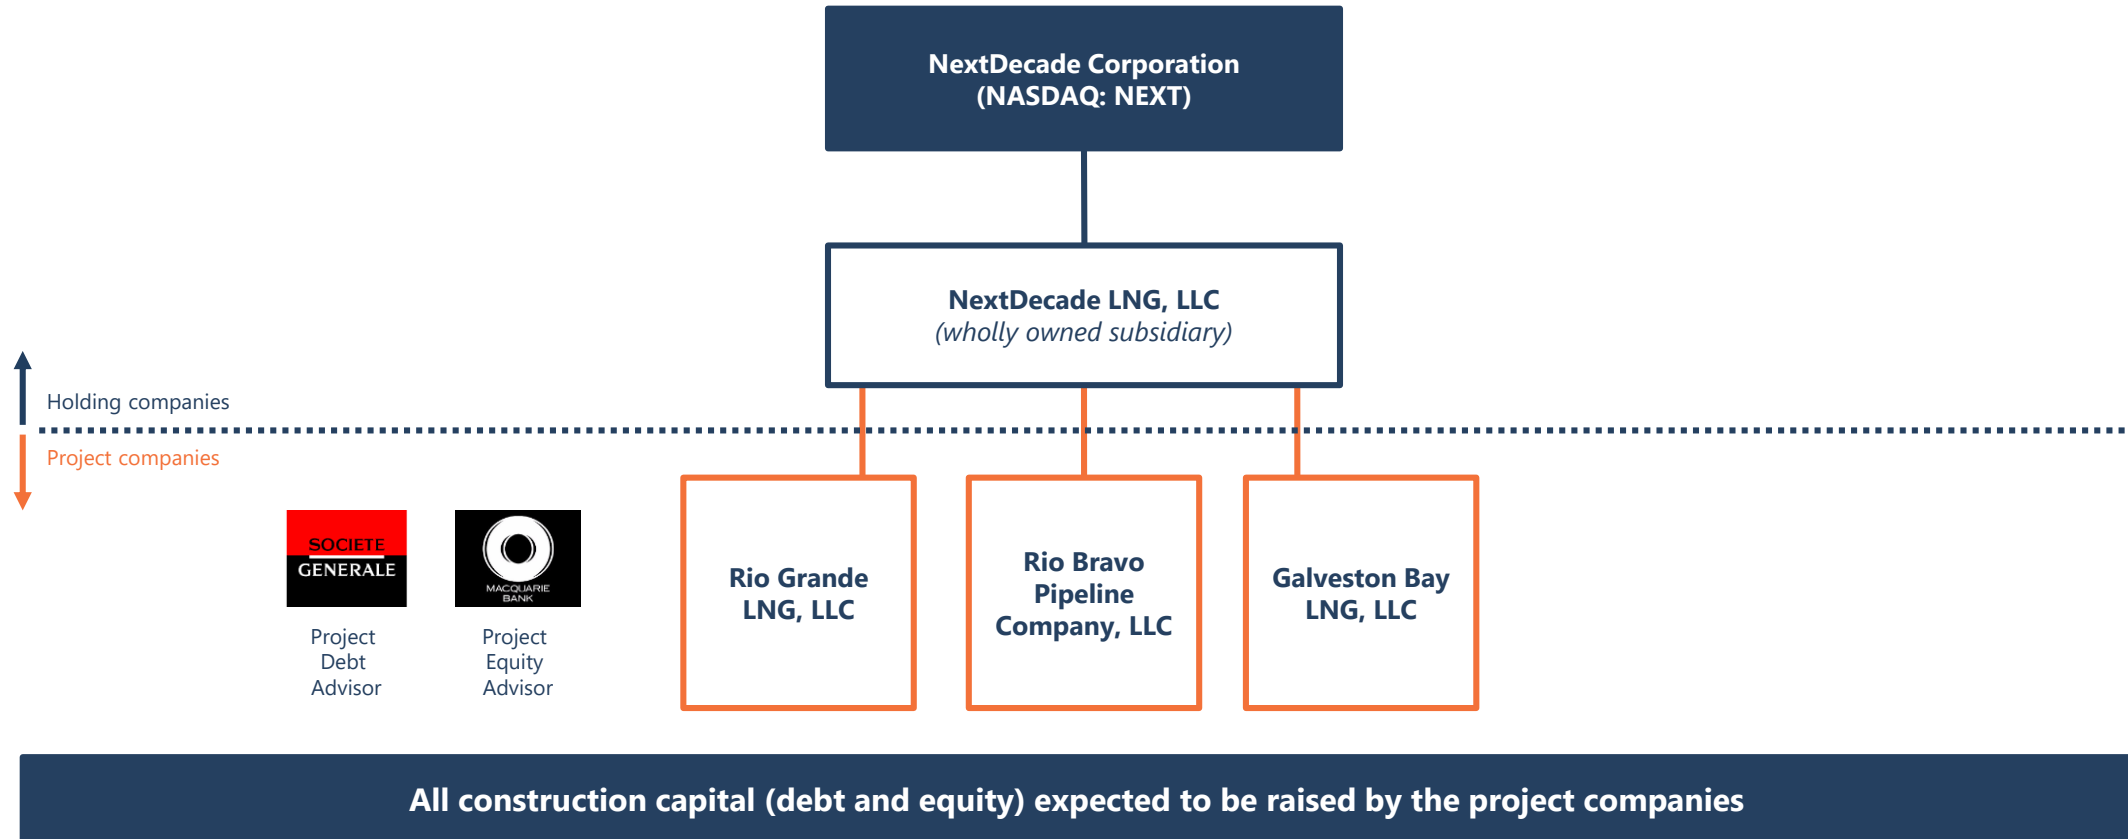 NextDecade Corporation
(NASDAQ: NEXT)
NextDecade LNG, LLC
(wholly owned subsidiary)
Holding companies
Project companies
SOCIETE
GENERALE
MACQUARIE
BANK
Project
Debt
Advisor
Project
Equity
Advisor
Rio Grande
LNG, LLC
Rio Bravo
Pipeline
Company, LLC
Galveston Bay
LNG, LLC
All construction capital (debt and equity) expected to be raised by the project companies